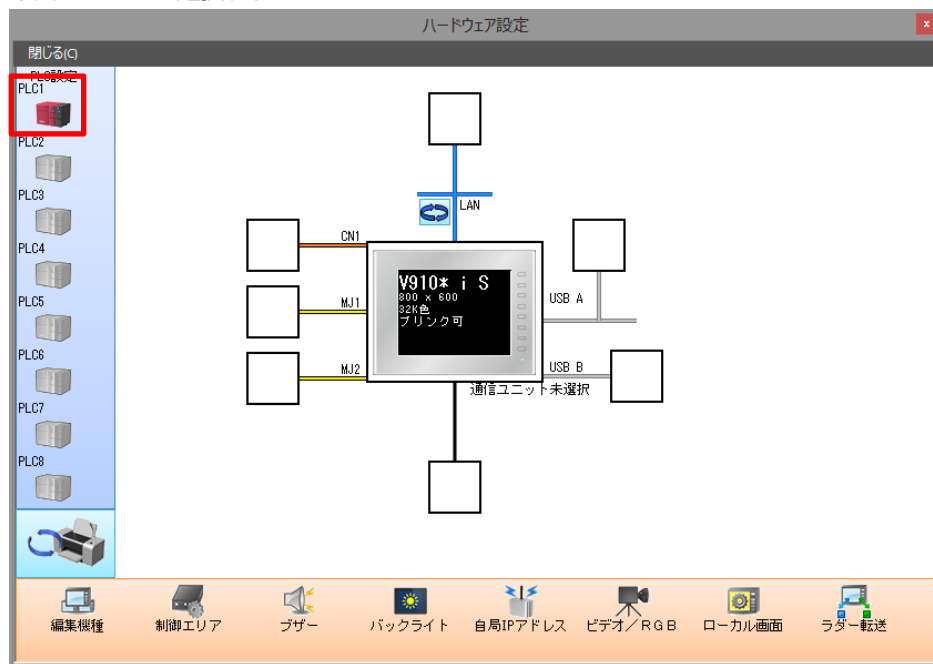 ハードウェア設定
閉じる(C)
PLC設定
PLC1
PLC2
PLC3
PLC4
PLC5
PLC6
PLC7
PLC8
LAN
CN1
MJ1
MJ2
V910* i S
800 x 600
32K色
ブリンク可
USB A
USB B
通信ユニット未選択
編集機種
制御エリア
ブザー
バックライト
自局IPアドレス
ビデオ/RGB
ローカル画面
ラダー転送